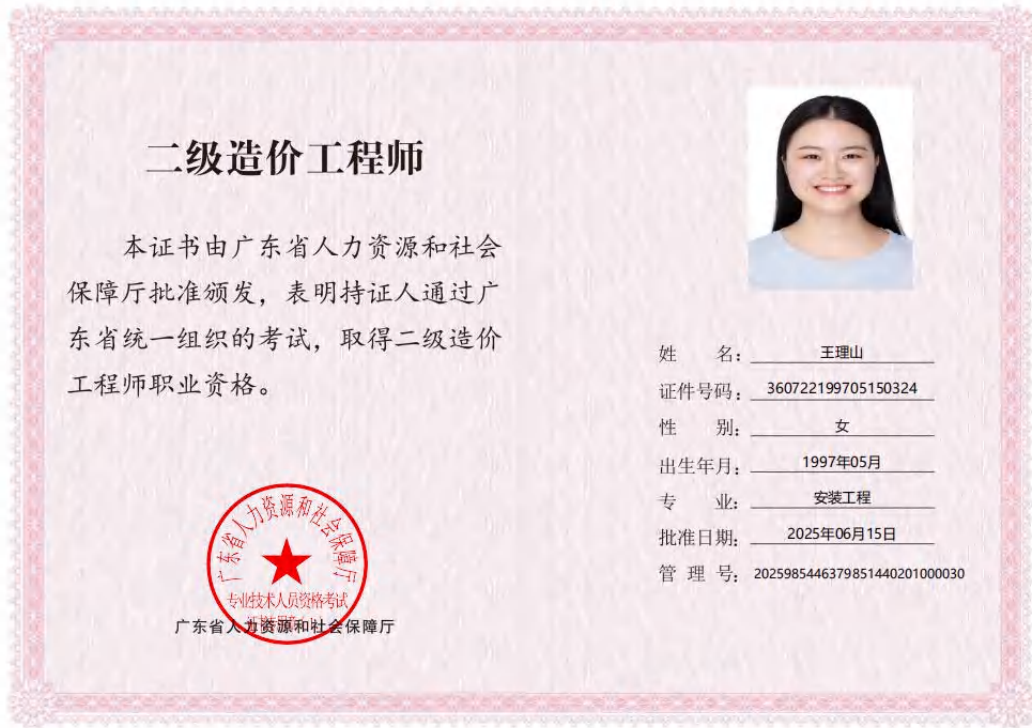 二级造价工程师
本证书由广东省人力资源和社会
保障厅批准颁发，表明持证人通过广
东省统一组织的考试，取得二级造价
工程师职业资格。
广东省人力资源和社会保障厅
专业技术人员资格考试
广东省人力资源和社会保障厅
姓 名：王理山
证件号码：360722199705150324
性 别：女
出生年月：1997年05月
专 业：安装工程
批准日期：2025年06月15日
管 理 号：2025985446379851440201000030